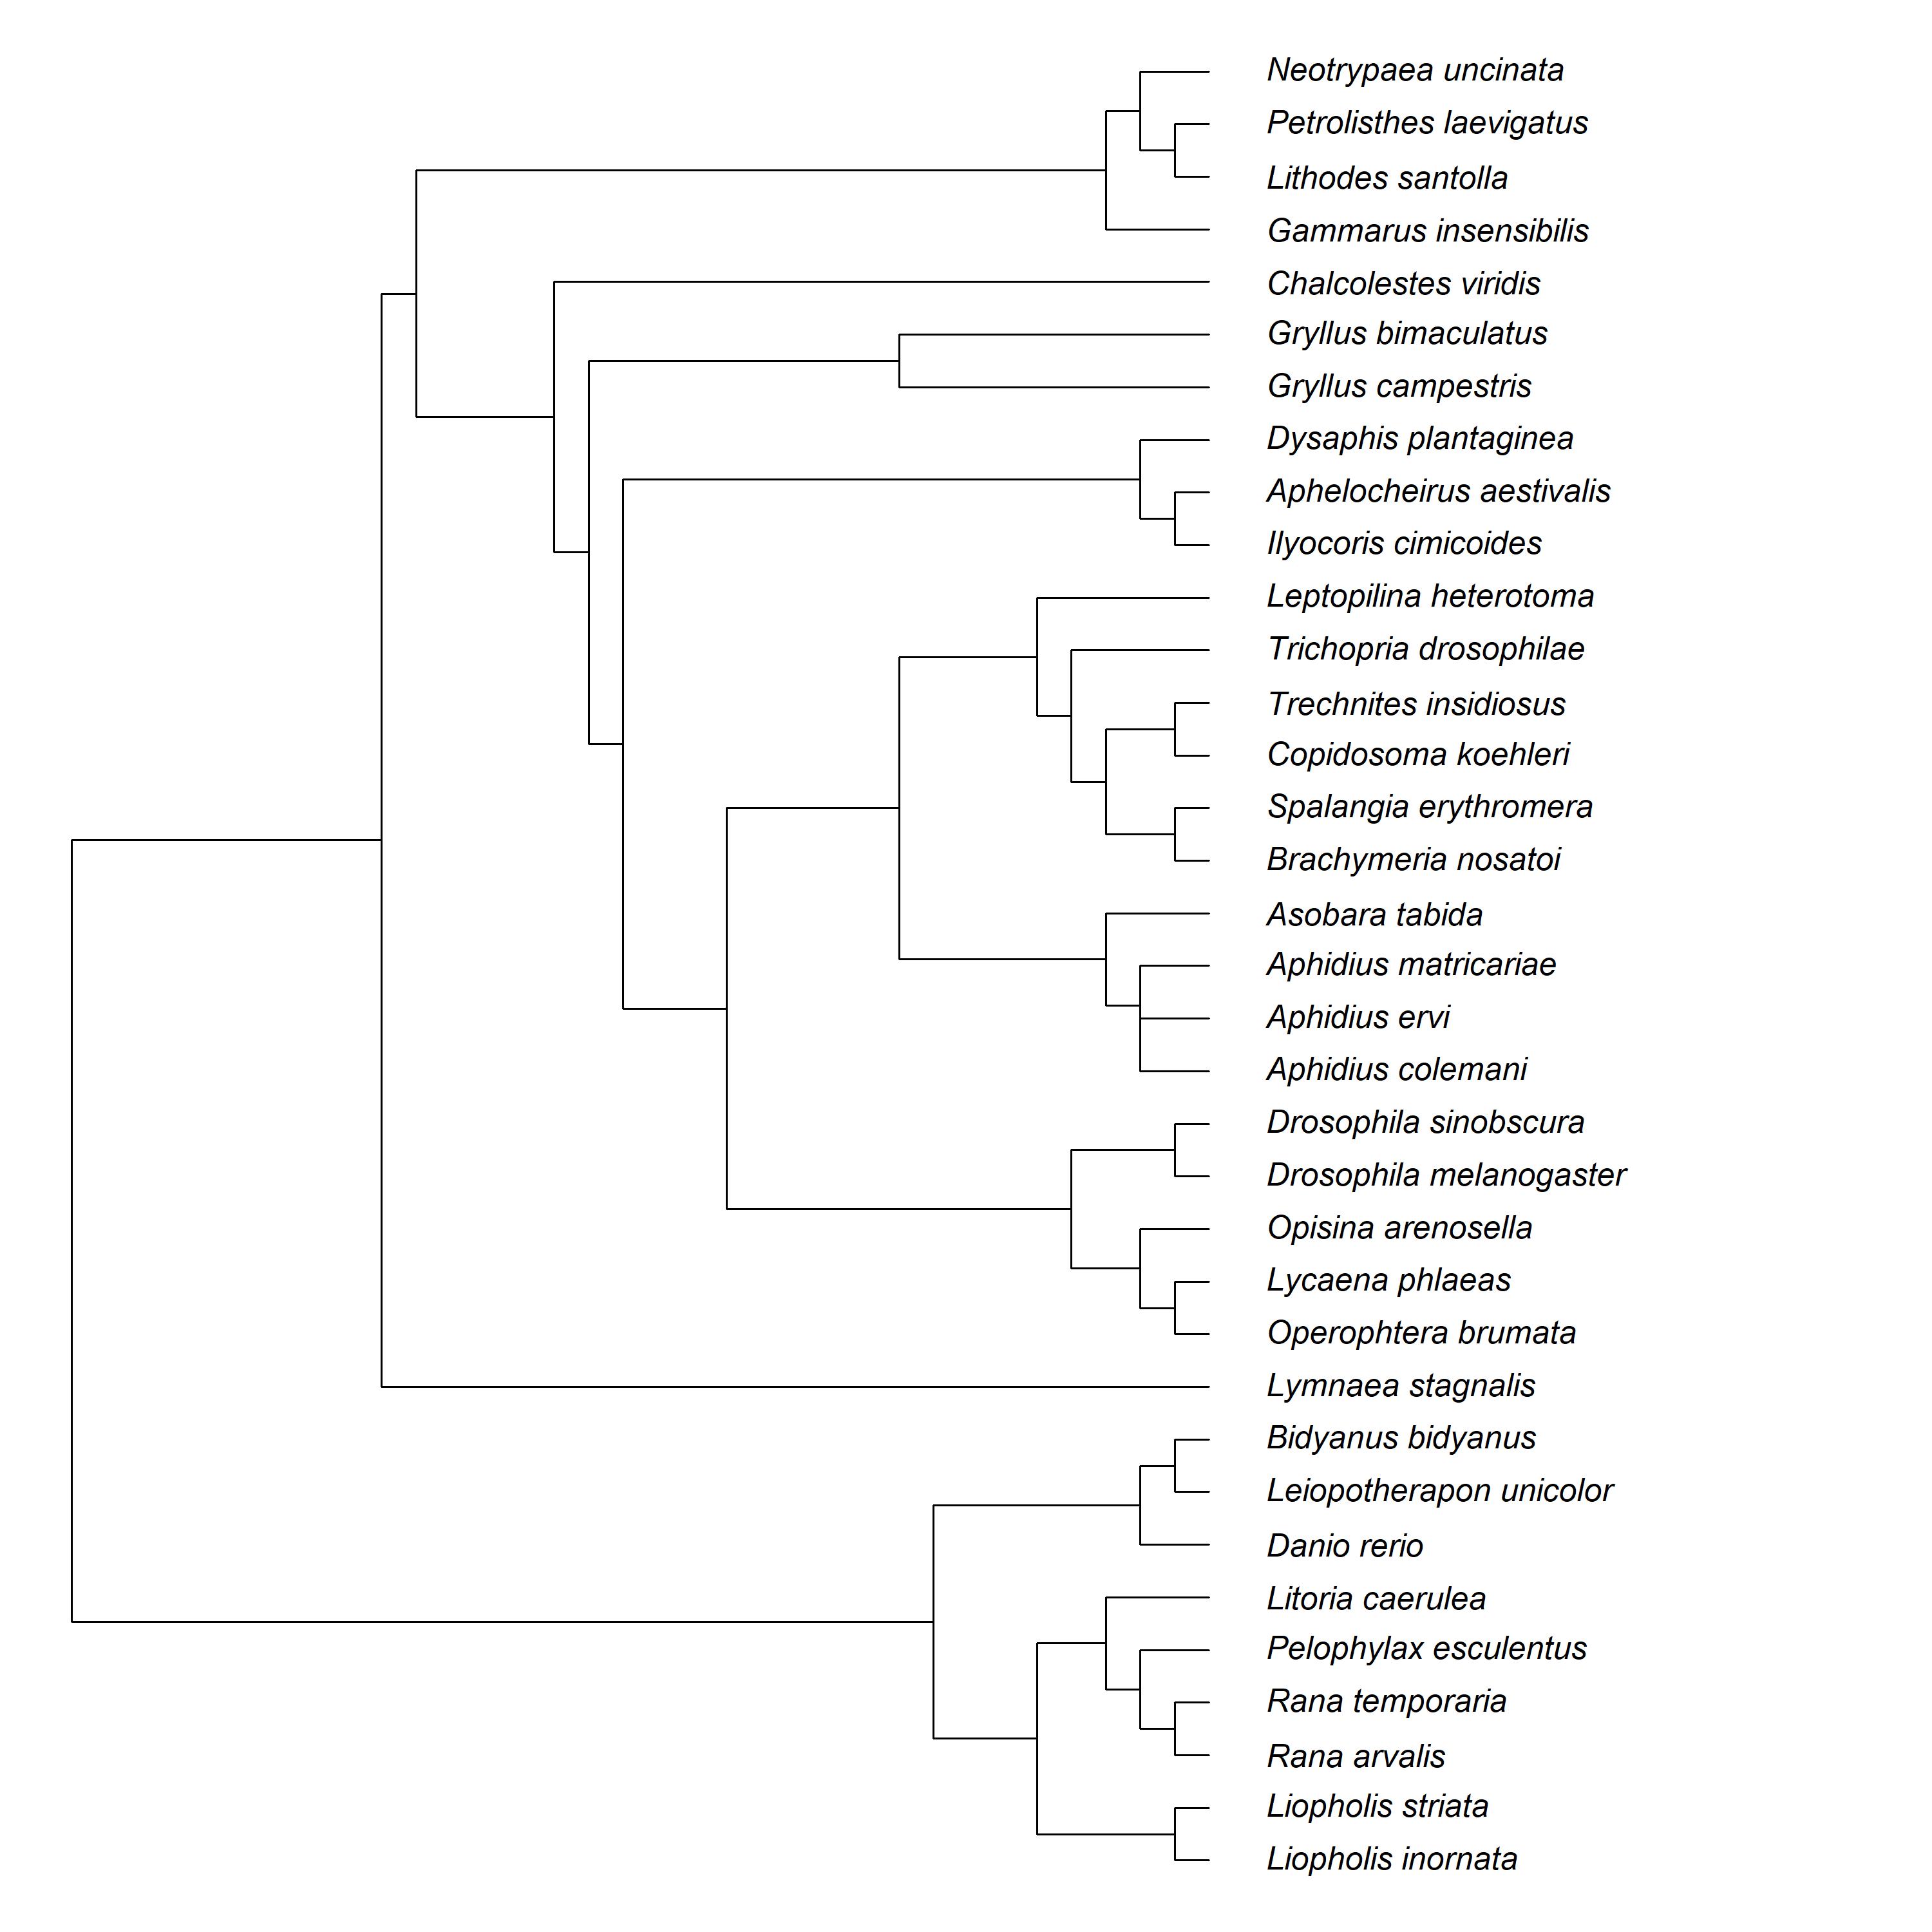 Neotrypaea uncinata
Petrolisthes laevigatus
Lithodes santolla
Gammarus insensibilis
Chalcolestes viridis
Gryllus bimaculatus
Gryllus campestris
Dysaphis plantaginea
Aphelocheirus aestivalis
Ilyocoris cimicoides
Leptopilina heterotoma
Trichopria drosophilae
Trechnites insidiosus
Copidosoma koehleri
Spalangia erythromera
Brachymeria nosatoi
Asobara tabida
Aphidius matricariae
Aphidius ervi
Aphidius colemani
Drosophila sinobscura
Drosophila melanogaster
Opisina arenosella
Lycaena phlaeas
Operophtera brumata
Lymnaea stagnalis
Bidyanus bidyanus
Leiopotherapon unicolor
Danio rerio
Litoria caerulea
Pelophylax esculentus
Rana temporaria
Rana arvalis
Liopholis striata
Liopholis inornata